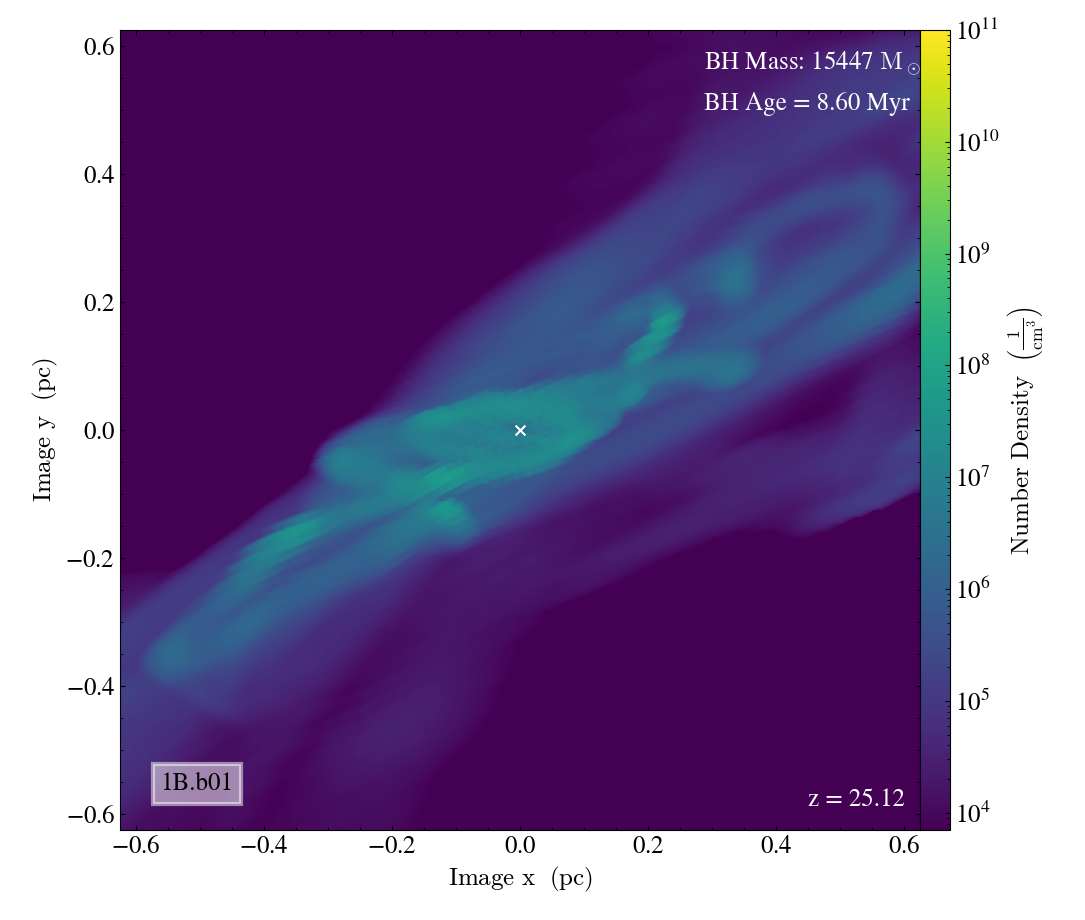 BH Mass: 15447 M⊙
BH Age = 8.60 Myr
1B.b01
z = 25.12
0.6
0.4
0.2
0.0
−0.2
−0.4
−0.6
Image y (pc)
−0.6 −0.4 −0.2 0.0 0.2 0.4 0.6
Image x (pc)
10¹¹
10¹⁰
10⁹
10⁸
10⁷
10⁶
10⁵
10⁴
Number Density (1/cm³)